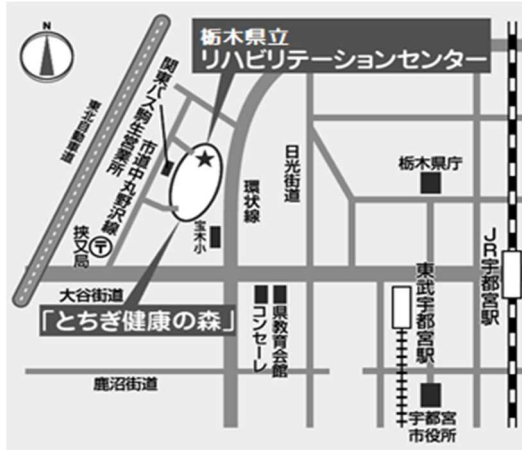 N
栃木県立
リハビリテーションセンター
東北自動車道
関東バス駒生営業所
市道中丸野沢線
挟又局
宝木小
環状線
日光街道
栃木県庁
JR宇都宮駅
東武宇都宮駅
大谷街道
「とちぎ健康の森」
コンセーレ
県教育会館
鹿沼街道
宇都宮
市役所